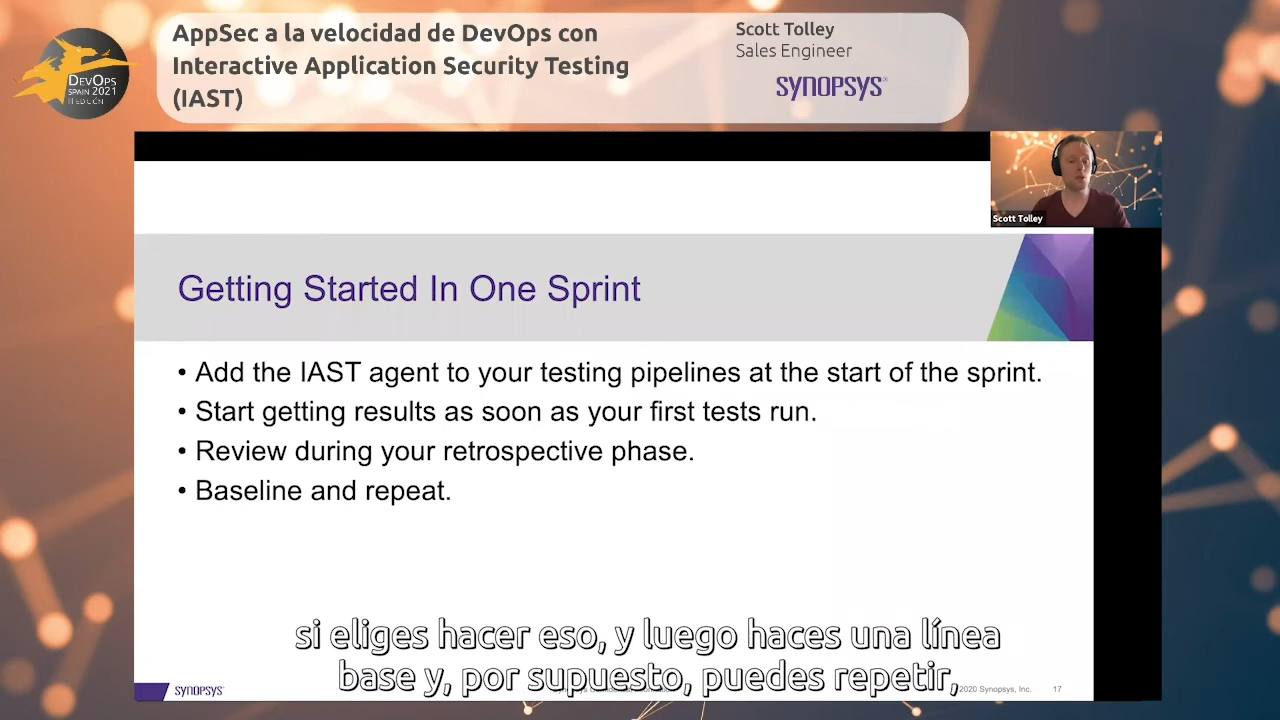 AppSec a la velocidad de DevOps con
Interactive Application Security Testing
(IAST)
Scott Tolley
Sales Engineer
SYNOPSYS®
DEVOPS
SPAIN 2021
II EDICIÓN
Scott Tolley
Getting Started In One Sprint
• Add the IAST agent to your testing pipelines at the start of the sprint.
• Start getting results as soon as your first tests run.
• Review during your retrospective phase.
• Baseline and repeat.
si eliges hacer eso, y luego haces una línea
base y, por supuesto, puedes repetir,
SYNOPSYS®
2020 Synopsys, Inc.
17